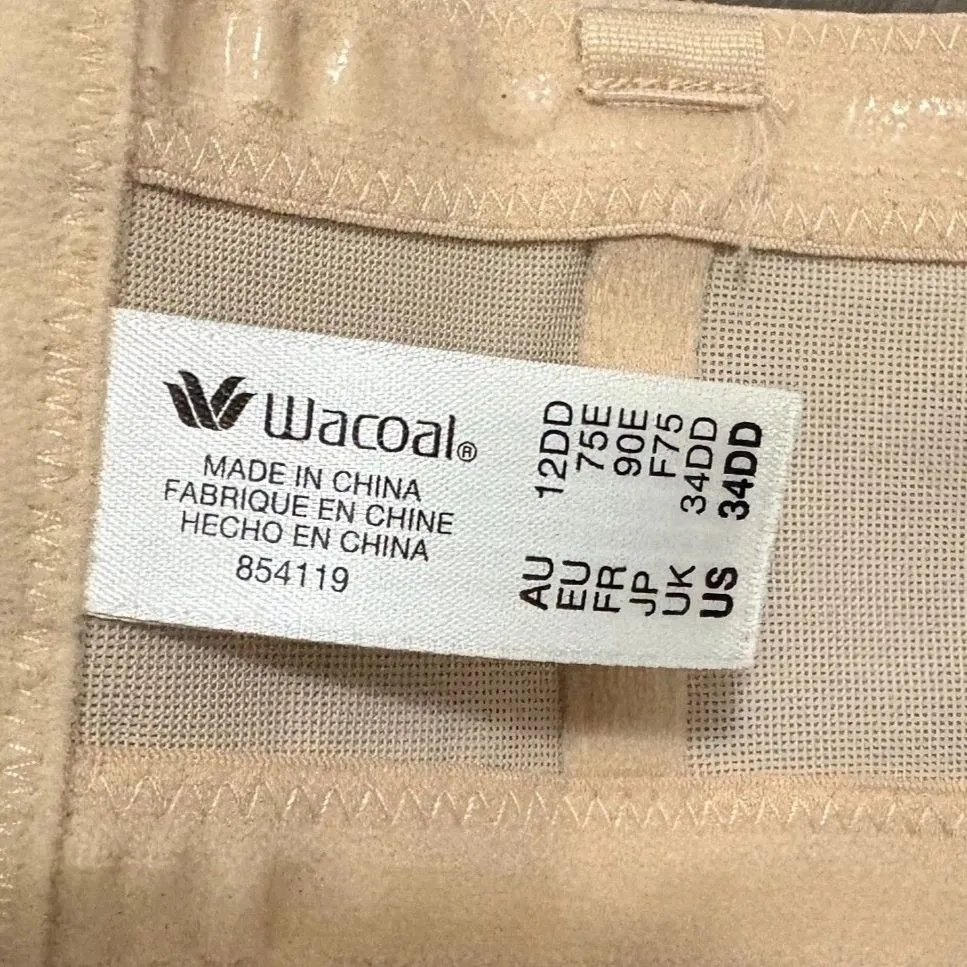 Wacoal®
MADE IN CHINA
FABRIQUE EN CHINE
HECHO EN CHINA
854119
AU 12DD
EU 75E
FR 90E
JP F75
UK 34DD
US 34DD